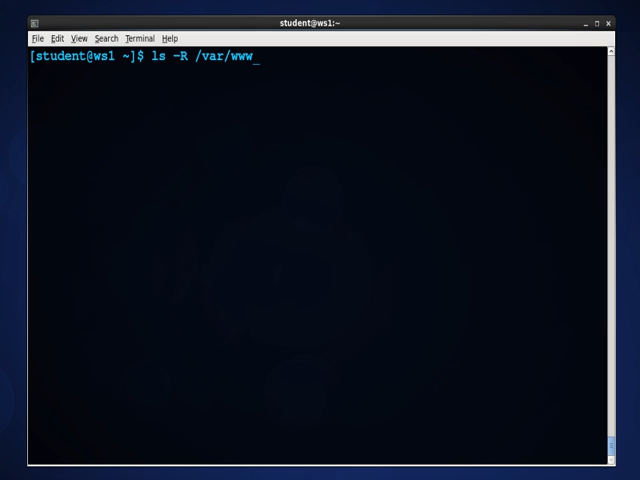 student@ws1:~
File Edit View Search Terminal Help
[student@ws1 ~]$ ls -R /var/www_